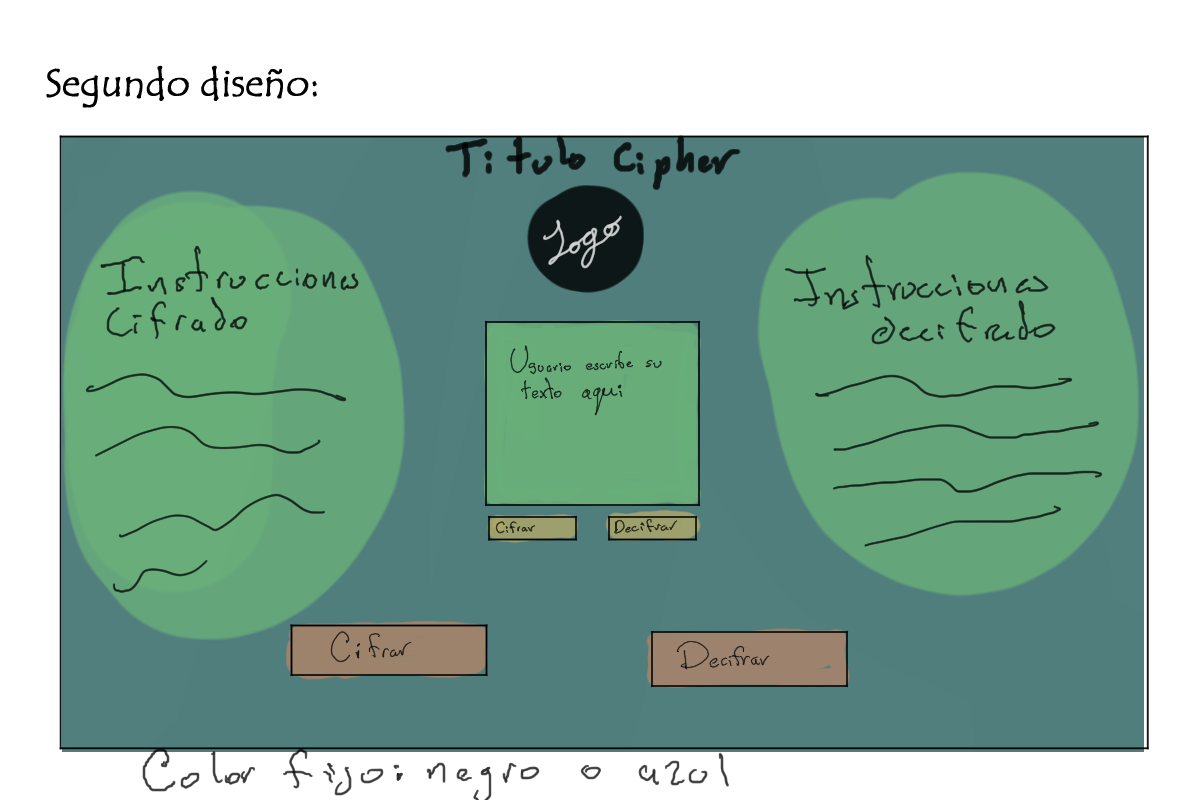 Segundo diseño:
Titulo Cipher
Logo
Instrucciones
Cifrado
Instrucciones
decifrado
Usuario escribe su
texto aqui
Cifrar
Decifrar
Cifrar
Decifrar
Color fijo: negro o azol